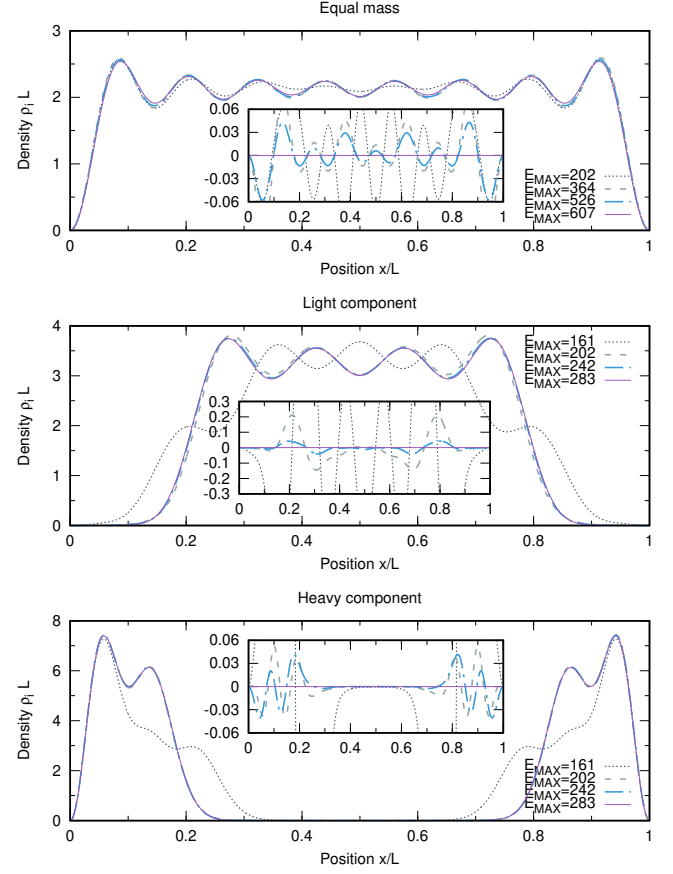 Equal mass
3
2
1
0
Density ρi L
0.06
0.03
0
-0.03
-0.06
0 0.2 0.4 0.6 0.8 1
EMAX=202
EMAX=364
EMAX=526
EMAX=607
0 0.2 0.4 0.6 0.8 1
Position x/L
Light component
4
3
2
1
0
Density ρi L
EMAX=161
EMAX=202
EMAX=242
EMAX=283
0.3
0.2
0.1
0
-0.1
-0.2
-0.3
0 0.2 0.4 0.6 0.8 1
0 0.2 0.4 0.6 0.8 1
Position x/L
Heavy component
8
6
4
2
0
Density ρi L
0.06
0.03
0
-0.03
-0.06
0 0.2 0.4 0.6 0.8 1
EMAX=161
EMAX=202
EMAX=242
EMAX=283
0 0.2 0.4 0.6 0.8 1
Position x/L